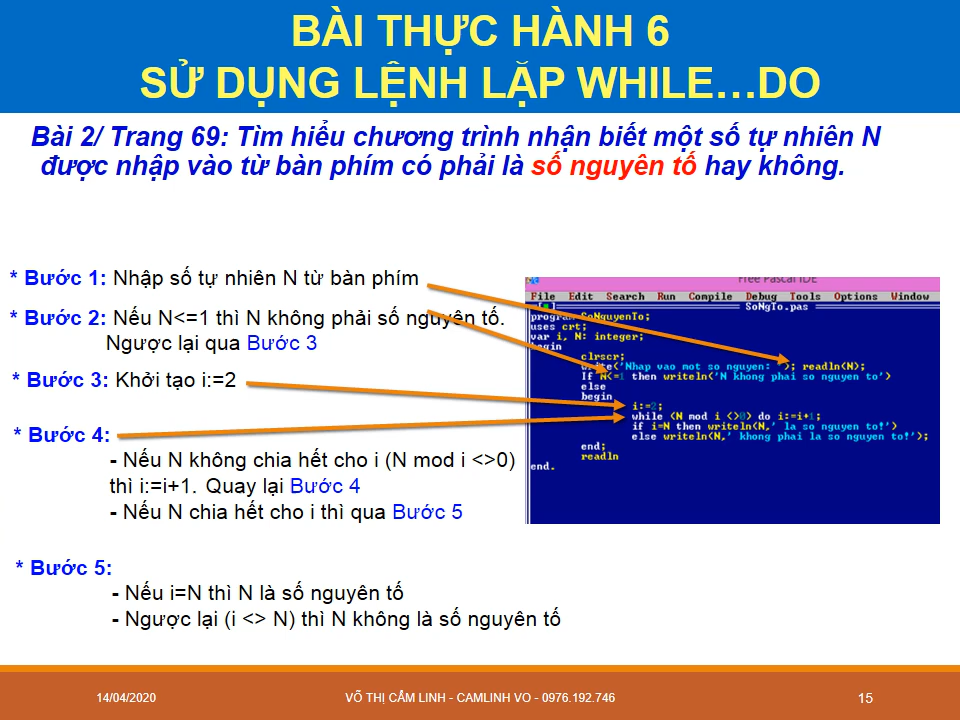 BÀI THỰC HÀNH 6
SỬ DỤNG LỆNH LẶP WHILE...DO
Bài 2/ Trang 69: Tìm hiểu chương trình nhận biết một số tự nhiên N
được nhập vào từ bàn phím có phải là số nguyên tố hay không.
* Bước 1: Nhập số tự nhiên N từ bàn phím
* Bước 2: Nếu N<=1 thì N không phải số nguyên tố.
Ngược lại qua Bước 3
* Bước 3: Khởi tạo i:=2
* Bước 4:
- Nếu N không chia hết cho i (N mod i <>0)
thì i:=i+1. Quay lại Bước 4
- Nếu N chia hết cho i thì qua Bước 5
* Bước 5:
- Nếu i=N thì N là số nguyên tố
- Ngược lại (i <> N) thì N không là số nguyên tố
Free Pascal IDE
File Edit Search Run Compile Debug Tools Options Window
SoNgTo.pas
program SoNguyenTo;
uses crt;
var i, N: integer;
begin
clrscr;
write('Nhap vao mot so nguyen: '); readln(N);
If N<=1 then writeln('N khong phai so nguyen to')
else
begin
i:=2;
while (N mod i <>0) do i:=i+1;
if i=N then writeln(N,' la so nguyen to!')
else writeln(N,' khong phai la so nguyen to!');
end;
readln
end.
14/04/2020
VÕ THỊ CẨM LINH - CAMLINH VO - 0976.192.746
15